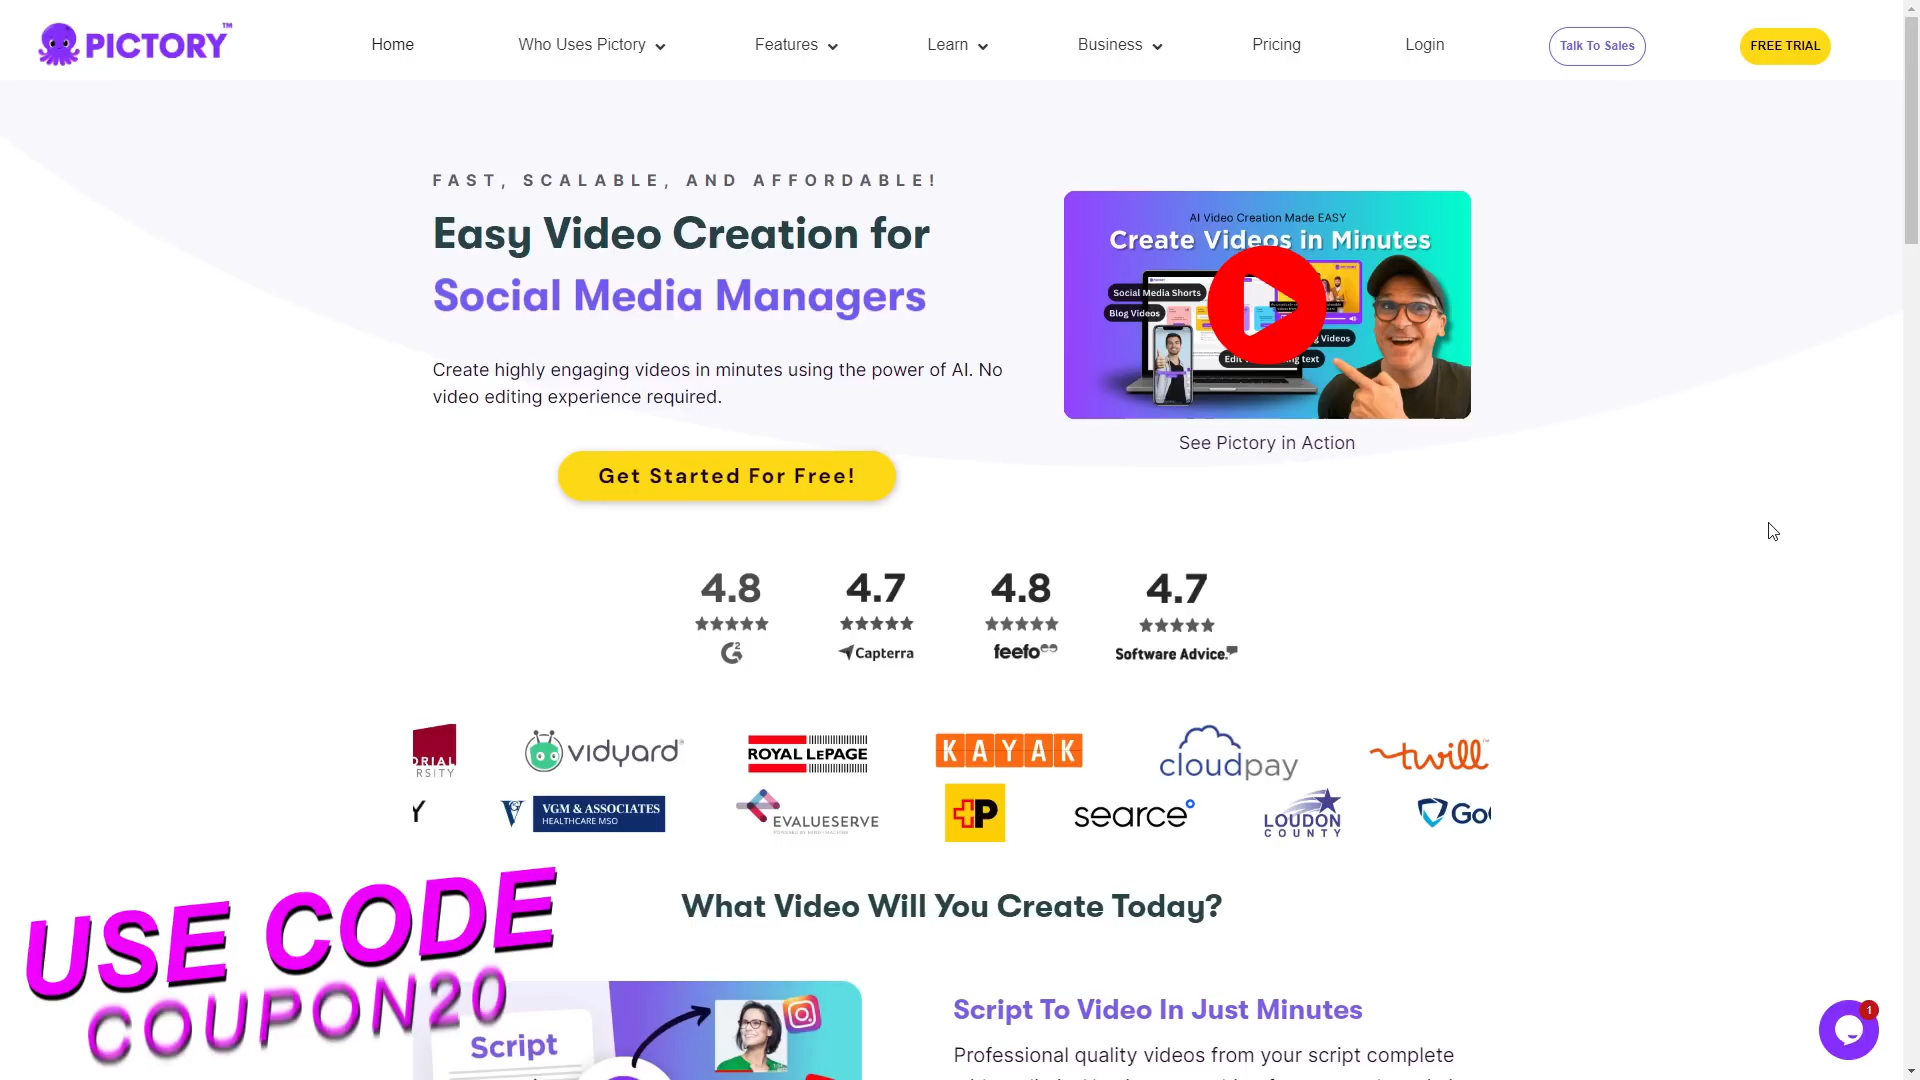 PICTORY™
Home
Who Uses Pictory
Features
Learn
Business
Pricing
Login
Talk To Sales
FREE TRIAL
FAST, SCALABLE, AND AFFORDABLE!
Easy Video Creation for
Social Media Managers
Create highly engaging videos in minutes using the power of AI. No
video editing experience required.
Get Started For Free!
AI Video Creation Made EASY
Create Videos in Minutes
Social Media Shorts
Blog Videos
Videos
text
See Pictory in Action
4.8
4.7
4.8
4.7
G2
Capterra
feefo
Software Advice.
vidyard
ROYAL LEPAGE
KAYAK
cloudpay
twill
VGM & ASSOCIATES
HEALTHCARE MSO
EVALUESERVE
P
searce
LOUDON
COUNTY
What Video Will You Create Today?
USE CODE
COUPON20
Script
Script To Video In Just Minutes
Professional quality videos from your script complete
1